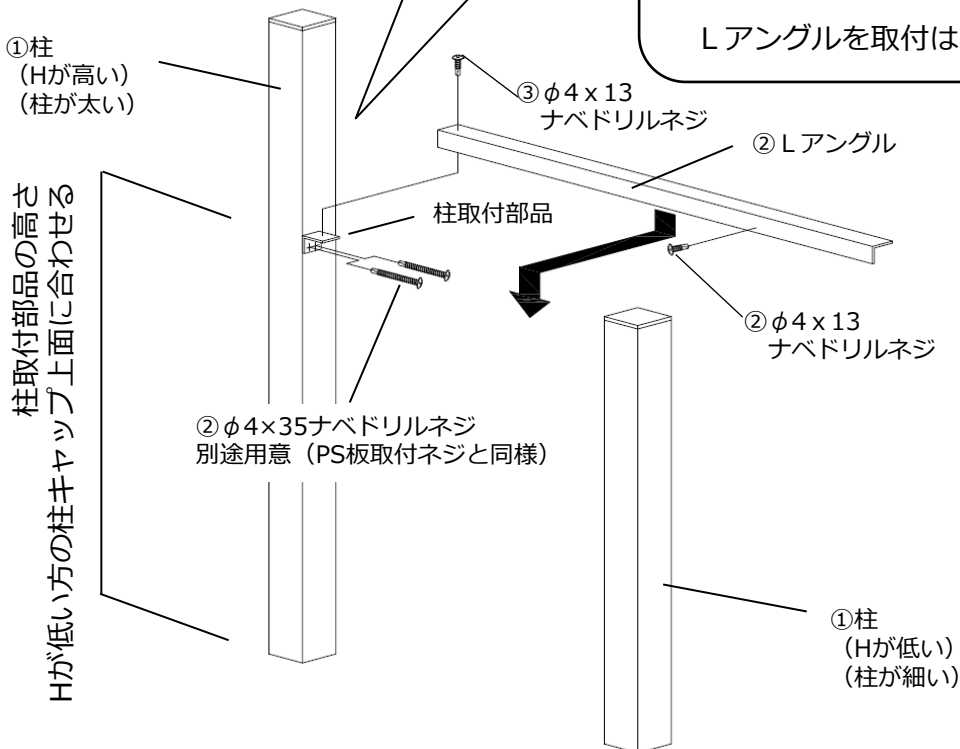 Lアングルを取付は
①柱
(Hが高い)
(柱が太い)
③φ4x13
ナベドリルネジ
②Lアングル
柱取付部品
柱取付部品の高さ
Hが低い方の柱キャップ上面に合わせる
②φ4x13
ナベドリルネジ
②φ4×35ナベドリルネジ
別途用意(PS板取付ネジと同様)
①柱
(Hが低い)
(柱が細い)